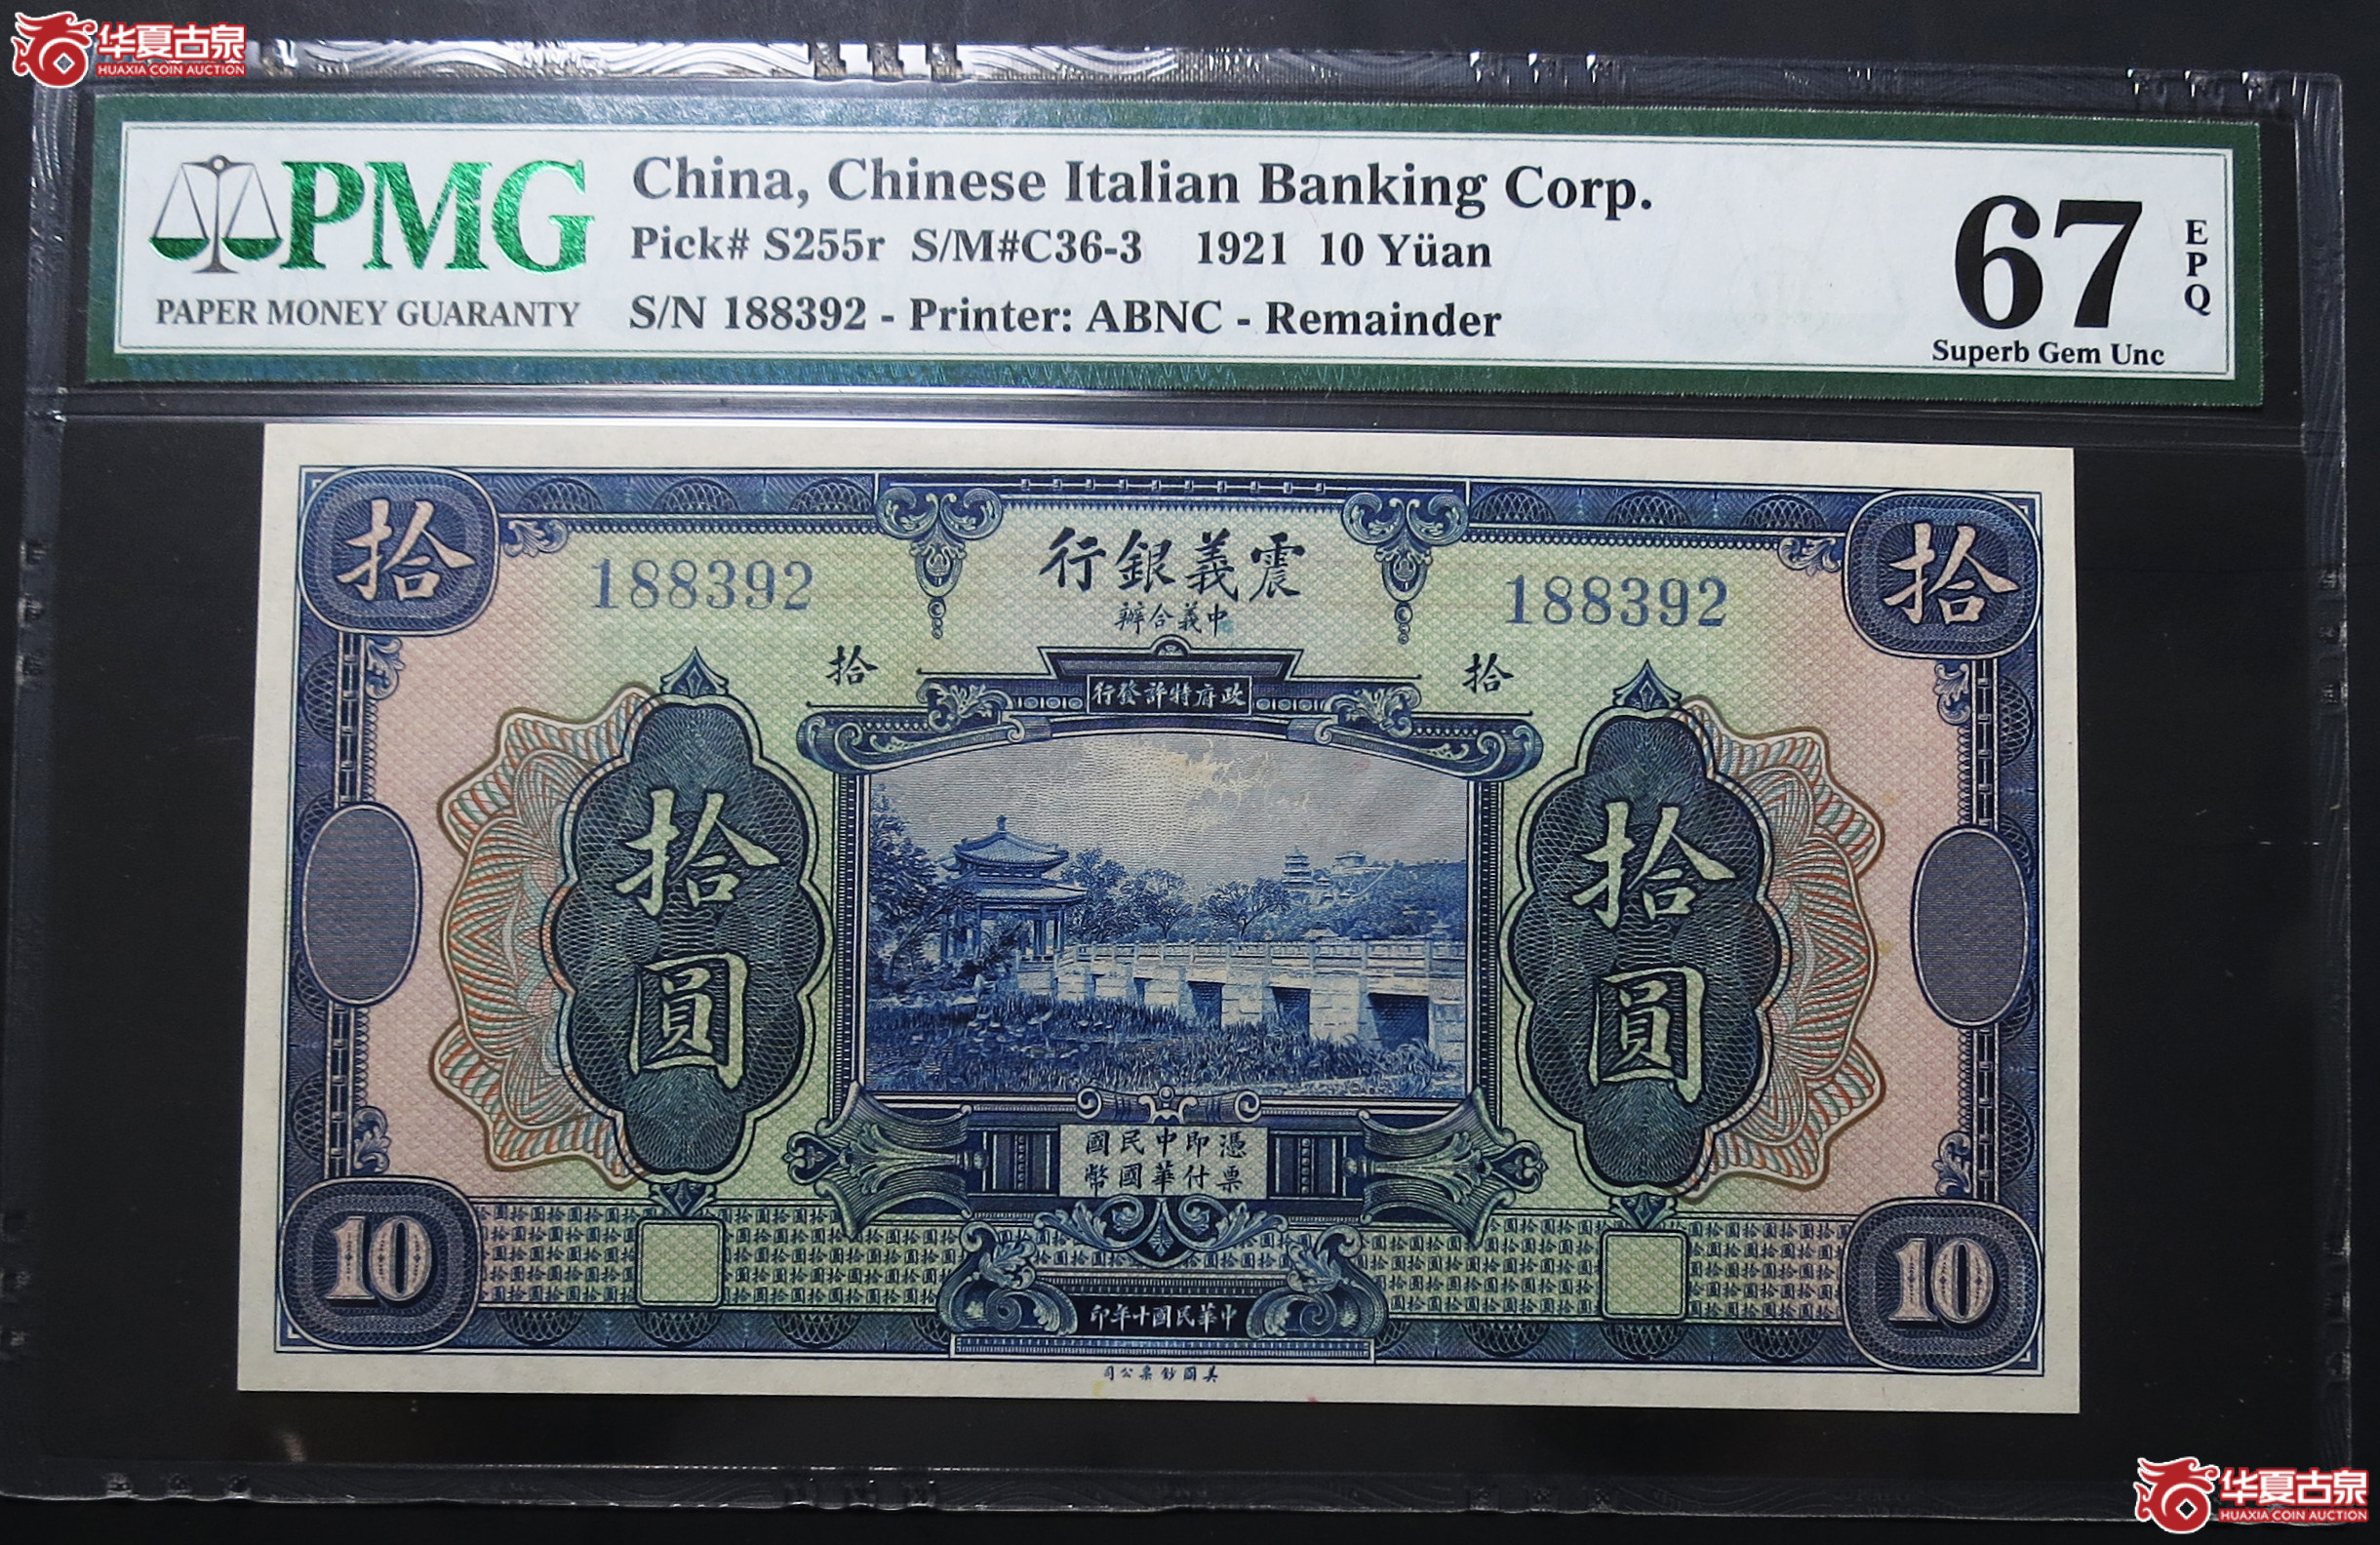 华夏古泉
HUAXIA COIN AUCTION
PMG
PAPER MONEY GUARANTY
China, Chinese Italian Banking Corp.
Pick# S255r S/M#C36-3 1921 10 Yüan
S/N 188392 - Printer: ABNC - Remainder
67
EPQ
Superb Gem Unc
拾
拾
行銀義震
辦合義中
188392
188392
拾
拾
行發許特府政
拾圓
拾圓
國民中即憑
幣國華付票
10
10
印年十國民華中
司公票鈔國美
华夏古泉
HUAXIA COIN AUCTION